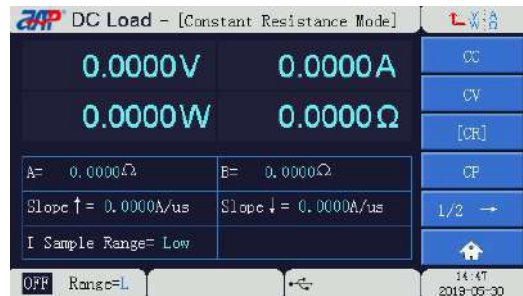 DC Load - [Constant Resistance Mode]
0.0000V 0.0000A
0.0000W 0.0000Ω
A= 0.0000Ω B= 0.0000Ω
Slope↑= 0.0000A/us Slope↓= 0.0000A/us
I Sample Range= Low
OFF Range=L
CC
CV
[CR]
CP
1/2 →
14:47
2019-05-30